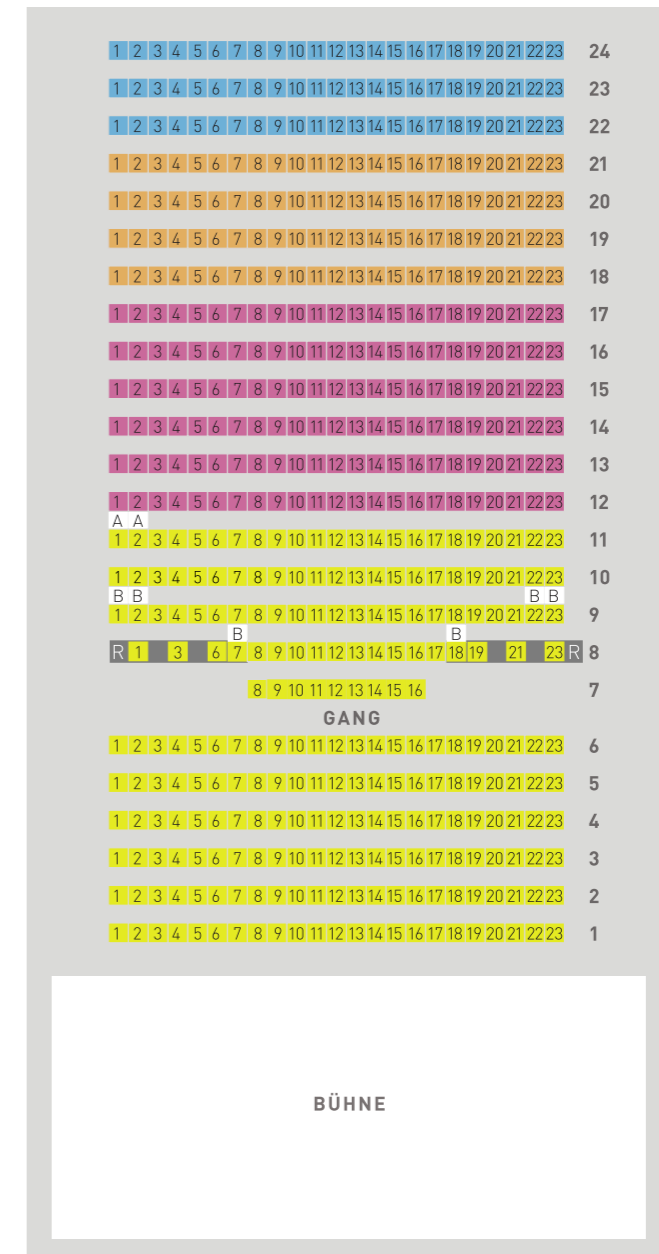 1 2 3 4 5 6 7 8 9 10 11 12 13 14 15 16 17 18 19 20 21 22 23 24
1 2 3 4 5 6 7 8 9 10 11 12 13 14 15 16 17 18 19 20 21 22 23 23
1 2 3 4 5 6 7 8 9 10 11 12 13 14 15 16 17 18 19 20 21 22 23 22
1 2 3 4 5 6 7 8 9 10 11 12 13 14 15 16 17 18 19 20 21 22 23 21
1 2 3 4 5 6 7 8 9 10 11 12 13 14 15 16 17 18 19 20 21 22 23 20
1 2 3 4 5 6 7 8 9 10 11 12 13 14 15 16 17 18 19 20 21 22 23 19
1 2 3 4 5 6 7 8 9 10 11 12 13 14 15 16 17 18 19 20 21 22 23 18
1 2 3 4 5 6 7 8 9 10 11 12 13 14 15 16 17 18 19 20 21 22 23 17
1 2 3 4 5 6 7 8 9 10 11 12 13 14 15 16 17 18 19 20 21 22 23 16
1 2 3 4 5 6 7 8 9 10 11 12 13 14 15 16 17 18 19 20 21 22 23 15
1 2 3 4 5 6 7 8 9 10 11 12 13 14 15 16 17 18 19 20 21 22 23 14
1 2 3 4 5 6 7 8 9 10 11 12 13 14 15 16 17 18 19 20 21 22 23 13
1 2 3 4 5 6 7 8 9 10 11 12 13 14 15 16 17 18 19 20 21 22 23 12
A A
1 2 3 4 5 6 7 8 9 10 11 12 13 14 15 16 17 18 19 20 21 22 23 11
1 2 3 4 5 6 7 8 9 10 11 12 13 14 15 16 17 18 19 20 21 22 23 10
B B B B
1 2 3 4 5 6 7 8 9 10 11 12 13 14 15 16 17 18 19 20 21 22 23 9
B B
R 1 3 6 7 8 9 10 11 12 13 14 15 16 17 18 19 21 23 R 8
8 9 10 11 12 13 14 15 16 7
GANG
1 2 3 4 5 6 7 8 9 10 11 12 13 14 15 16 17 18 19 20 21 22 23 6
1 2 3 4 5 6 7 8 9 10 11 12 13 14 15 16 17 18 19 20 21 22 23 5
1 2 3 4 5 6 7 8 9 10 11 12 13 14 15 16 17 18 19 20 21 22 23 4
1 2 3 4 5 6 7 8 9 10 11 12 13 14 15 16 17 18 19 20 21 22 23 3
1 2 3 4 5 6 7 8 9 10 11 12 13 14 15 16 17 18 19 20 21 22 23 2
1 2 3 4 5 6 7 8 9 10 11 12 13 14 15 16 17 18 19 20 21 22 23 1
BÜHNE